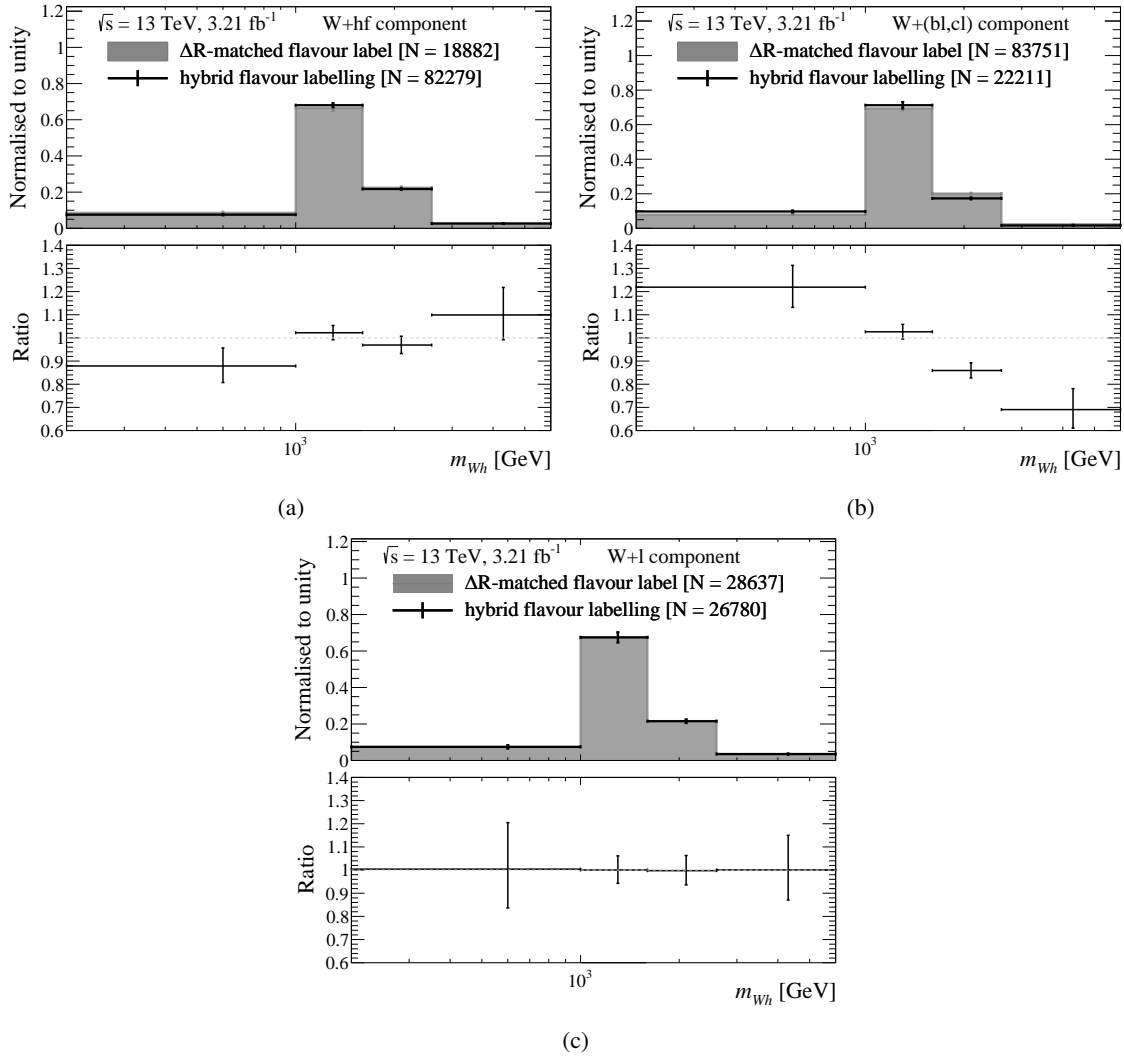 √s = 13 TeV, 3.21 fb⁻¹ W+hf component
ΔR-matched flavour label [N = 18882]
hybrid flavour labelling [N = 82279]
Normalised to unity
1.2
1
0.8
0.6
0.4
0.2
0
Ratio
1.4
1.3
1.2
1.1
1
0.9
0.8
0.7
0.6
10³
m_Wh [GeV]
(a)
√s = 13 TeV, 3.21 fb⁻¹ W+(bl,cl) component
ΔR-matched flavour label [N = 83751]
hybrid flavour labelling [N = 22211]
Normalised to unity
1.2
1
0.8
0.6
0.4
0.2
0
Ratio
1.4
1.3
1.2
1.1
1
0.9
0.8
0.7
0.6
10³
m_Wh [GeV]
(b)
√s = 13 TeV, 3.21 fb⁻¹ W+l component
ΔR-matched flavour label [N = 28637]
hybrid flavour labelling [N = 26780]
Normalised to unity
1.2
1
0.8
0.6
0.4
0.2
0
Ratio
1.4
1.3
1.2
1.1
1
0.9
0.8
0.7
0.6
10³
m_Wh [GeV]
(c)